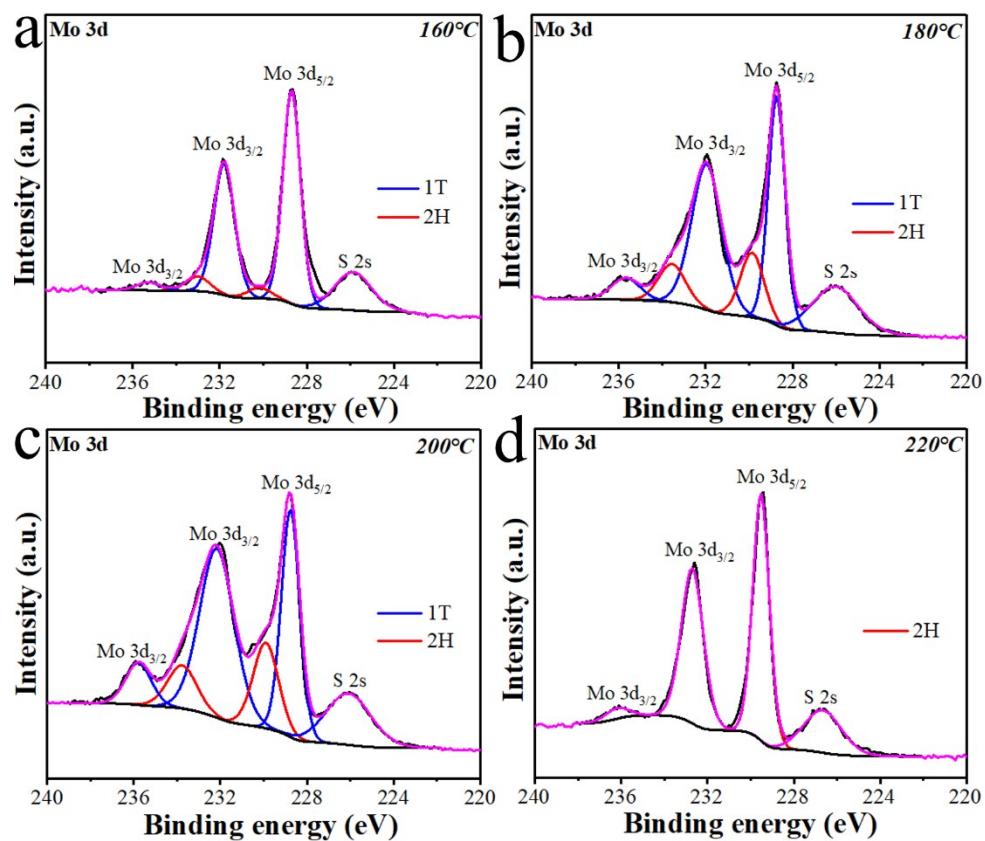 a
Mo 3d
160°C
Mo 3d5/2
Mo 3d3/2
1T
2H
Mo 3d3/2
S 2s
Intensity (a.u.)
240 236 232 228 224 220
Binding energy (eV)
b
Mo 3d
180°C
Mo 3d5/2
Mo 3d3/2
1T
2H
Mo 3d3/2
S 2s
Intensity (a.u.)
240 236 232 228 224 220
Binding energy (eV)
c
Mo 3d
200°C
Mo 3d5/2
Mo 3d3/2
1T
2H
Mo 3d3/2
S 2s
Intensity (a.u.)
240 236 232 228 224 220
Binding energy (eV)
d
Mo 3d
220°C
Mo 3d5/2
Mo 3d3/2
2H
Mo 3d3/2
S 2s
Intensity (a.u.)
240 236 232 228 224 220
Binding energy (eV)